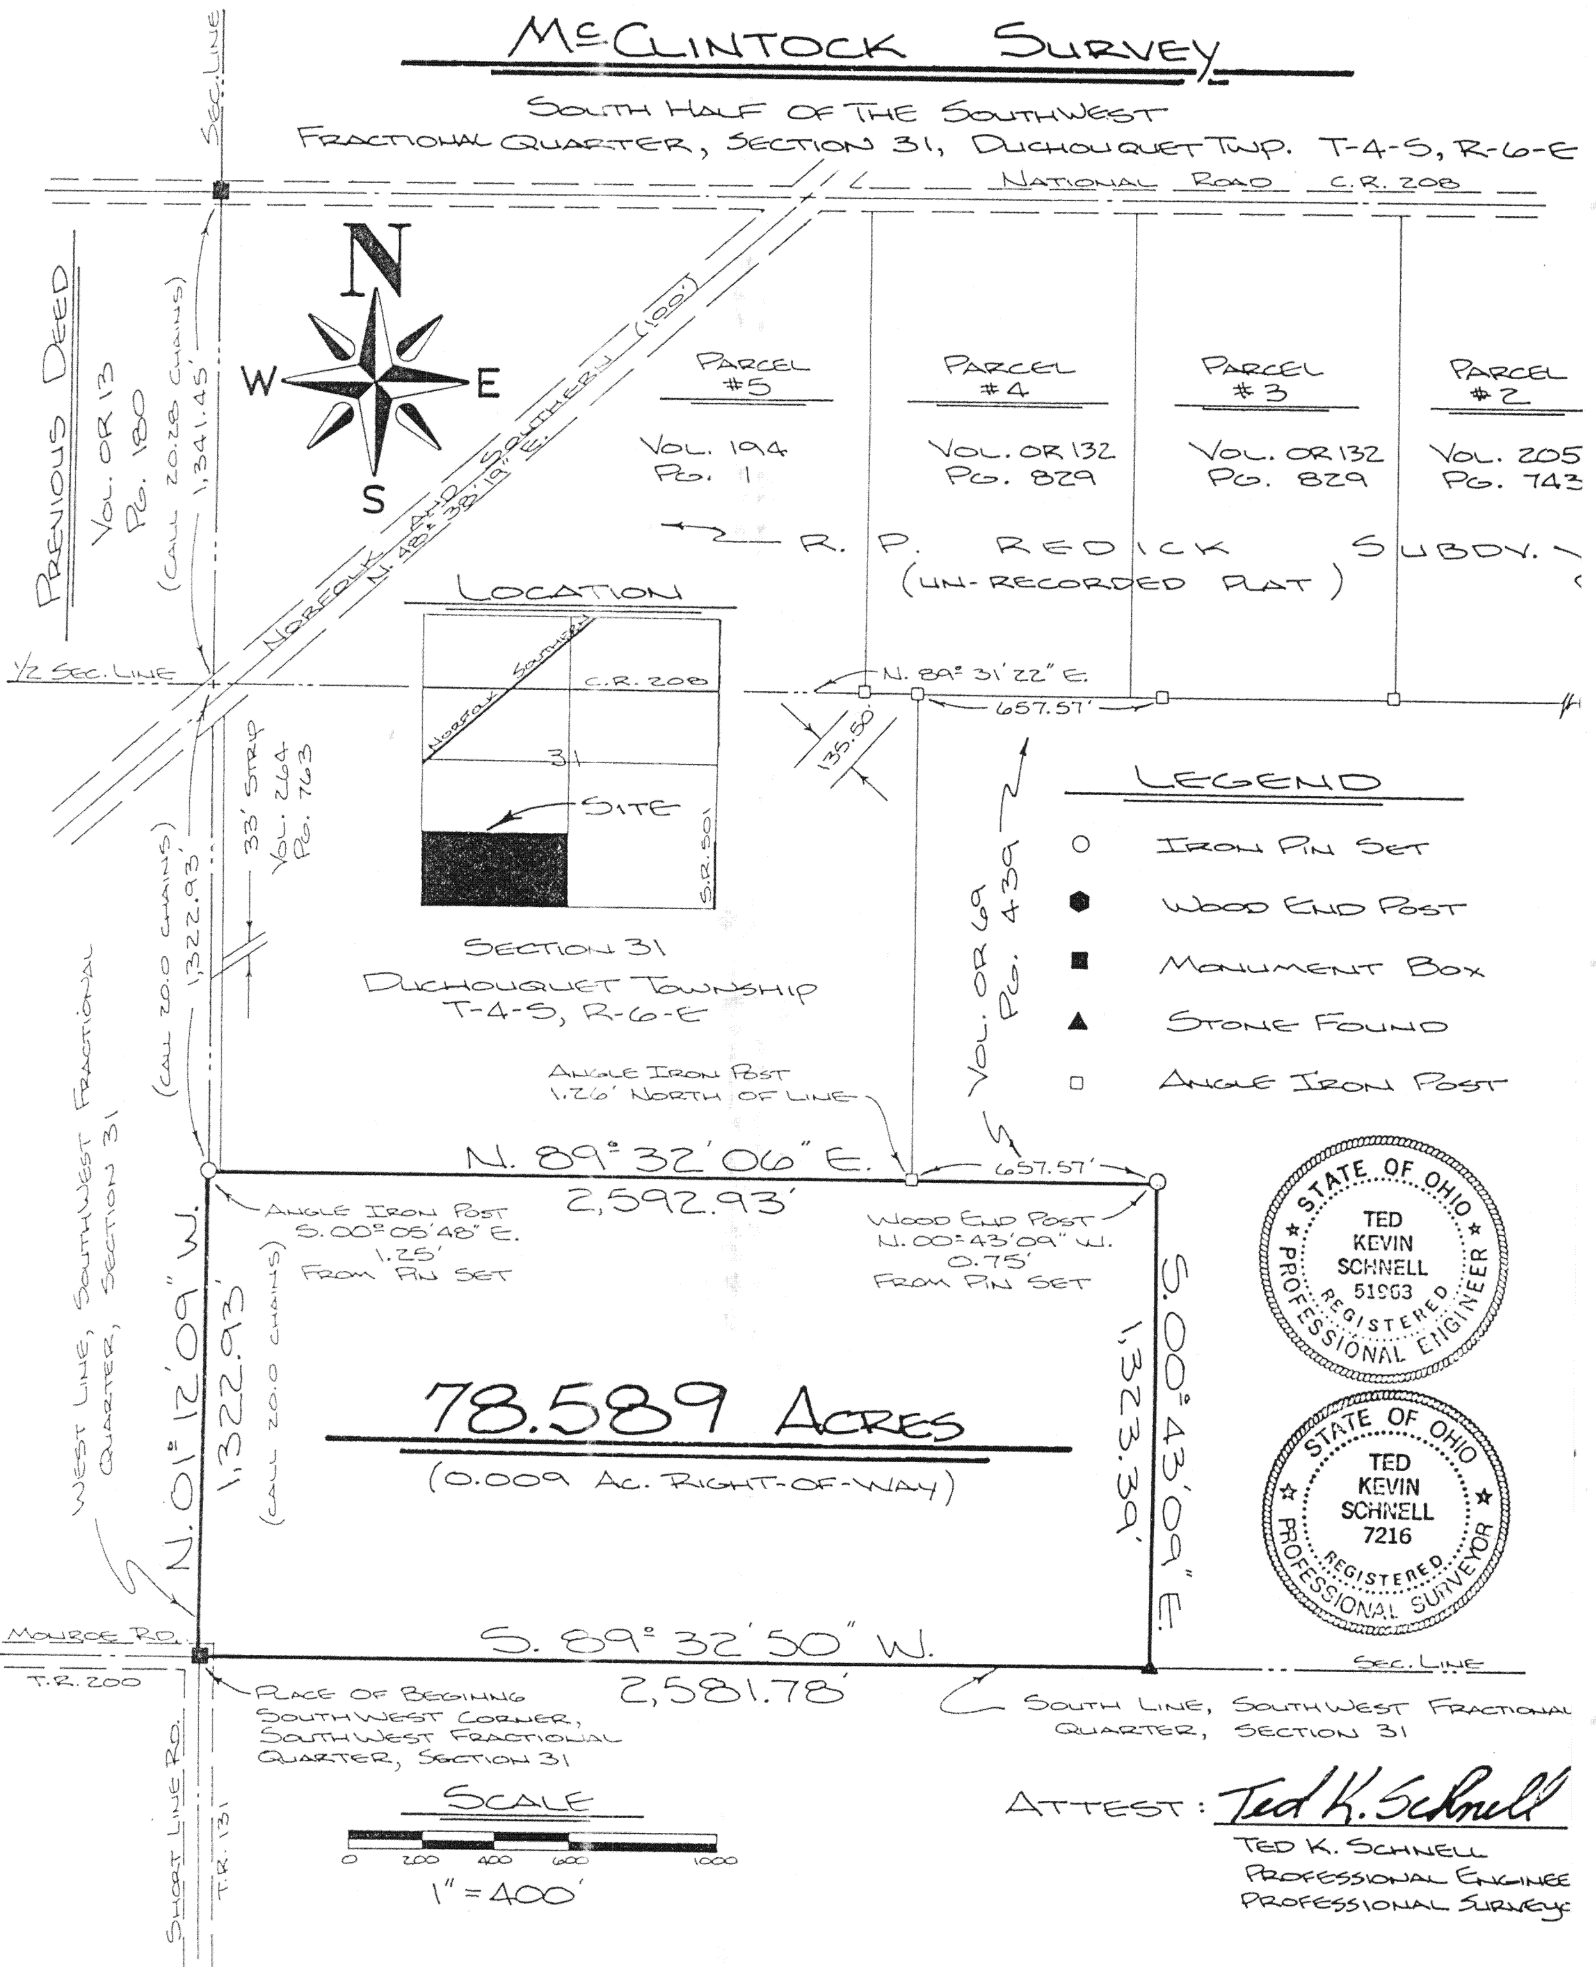 McCLINTOCK SURVEY
SOUTH HALF OF THE SOUTHWEST
FRACTIONAL QUARTER, SECTION 31, DUCHOUQUET TWP. T-4-S, R-6-E
SEC. LINE
NATIONAL ROAD C.R. 208
PREVIOUS DEED
VOL. OR 13
PG. 180
(CALL 20.28 CHAINS)
1,341.45'
N
W
E
S
NORFOLK AND SOUTHERN (100')
N. 48° 38' 19" E.
PARCEL
#5
VOL. 194
PG. 1
PARCEL
#4
VOL. OR 132
PG. 829
PARCEL
#3
VOL. OR 132
PG. 829
PARCEL
#2
VOL. 205
PG. 743
R. P. REDICK SUBDV.
(UN-RECORDED PLAT)
1/2 SEC. LINE
LOCATION
NORFOLK SOUTHERN
C.R. 208
31
SITE
S.R. 501
SECTION 31
DUCHOUQUET TOWNSHIP
T-4-S, R-6-E
N. 89° 31' 22" E.
657.57'
135.50'
33' STRIP
VOL. 264
PG. 763
(CALL 20.0 CHAINS)
1,322.93'
VOL. OR 69
PG. 439
LEGEND
IRON PIN SET
WOOD END POST
MONUMENT BOX
STONE FOUND
ANGLE IRON POST
WEST LINE, SOUTHWEST FRACTIONAL
QUARTER, SECTION 31
ANGLE IRON POST
1.26' NORTH OF LINE
N. 89° 32' 06" E.
2,592.93'
657.57'
ANGLE IRON POST
S. 00° 05' 48" E.
1.25'
FROM PIN SET
WOOD END POST
N. 00° 43' 09" W.
0.75'
FROM PIN SET
N. 01° 12' 09" W.
1,322.93'
(CALL 20.0 CHAINS)
S. 00° 43' 09" E.
1,323.39'
78.589 ACRES
(0.009 AC. RIGHT-OF-WAY)
STATE OF OHIO
TED
KEVIN
SCHNELL
51963
REGISTERED
PROFESSIONAL ENGINEER
STATE OF OHIO
TED
KEVIN
SCHNELL
7216
REGISTERED
PROFESSIONAL SURVEYOR
MONROE RD.
T.R. 200
S. 89° 32' 50" W.
2,581.78'
SEC. LINE
PLACE OF BEGINING
SOUTHWEST CORNER,
SOUTHWEST FRACTIONAL
QUARTER, SECTION 31
SOUTH LINE, SOUTHWEST FRACTIONAL
QUARTER, SECTION 31
SHORT LINE RD.
T.R. 131
SCALE
0 200 400 600 1000
1" = 400'
ATTEST: Ted K. Schnell
TED K. SCHNELL
PROFESSIONAL ENGINEE
PROFESSIONAL SURVEYO